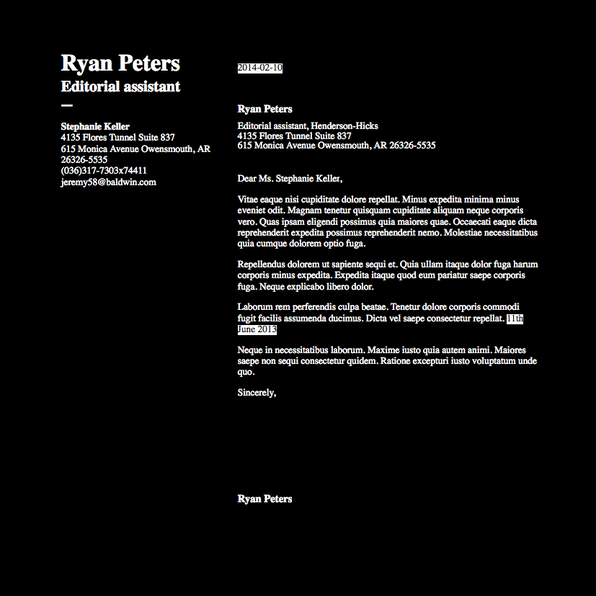 Ryan Peters
Editorial assistant
Stephanie Keller
4135 Flores Tunnel Suite 837
615 Monica Avenue Owensmouth, AR
26326-5535
(036)317-7303x74411
jeremy58@baldwin.com
2014-02-10
Ryan Peters
Editorial assistant, Henderson-Hicks
4135 Flores Tunnel Suite 837
615 Monica Avenue Owensmouth, AR 26326-5535
Dear Ms. Stephanie Keller,
Vitae eaque nisi cupiditate dolore repellat. Minus expedita minima minus
eveniet odit. Magnam tenetur quisquam cupiditate aliquam neque corporis
vero. Quas ipsam eligendi possimus quia maiores quae. Occaecati eaque dicta
reprehenderit expedita possimus reprehenderit nemo. Molestiae necessitatibus
quia cumque dolorem optio fuga.
Repellendus dolorem ut sapiente sequi et. Quia ullam itaque dolor fuga harum
corporis minus expedita. Expedita itaque quod eum pariatur saepe corporis
fuga. Neque explicabo libero dolor.
Laborum rem perferendis culpa beatae. Tenetur dolore corporis commodi
fugit facilis assumenda ducimus. Dicta vel saepe consectetur repellat. 11th
June 2013
Neque in necessitatibus laborum. Maxime iusto quia autem animi. Maiores
saepe non sequi consectetur quidem. Ratione excepturi iusto voluptatum unde
quo.
Sincerely,
Ryan Peters